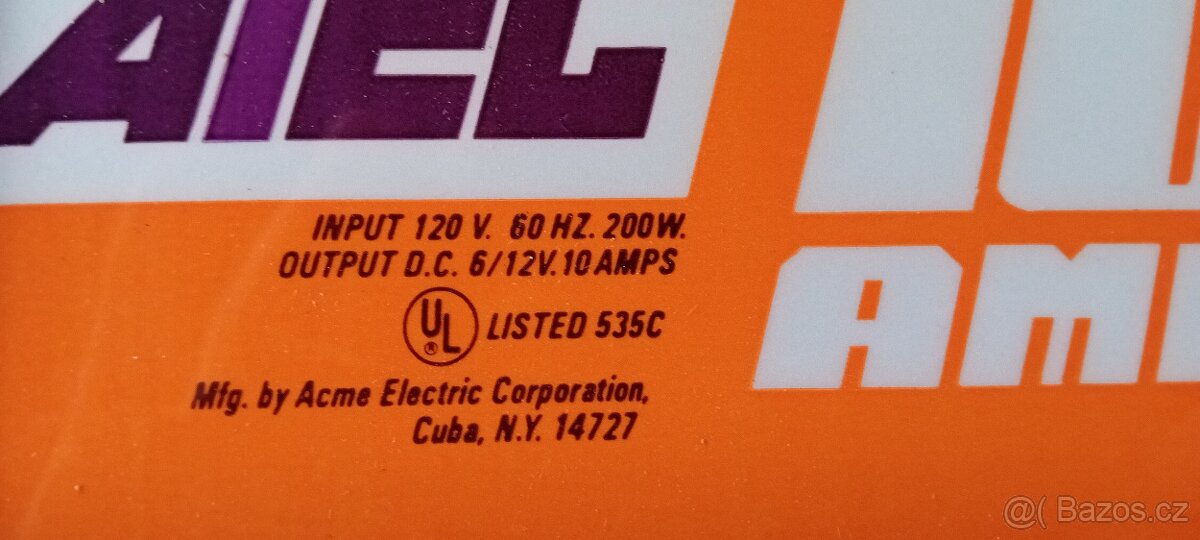 INPUT 120 V. 60 HZ. 200W.
OUTPUT D.C. 6/12V.10 AMPS
UL® LISTED 535C
Mfg. by Acme Electric Corporation,
Cuba, N.Y. 14727
@( Bazos.cz